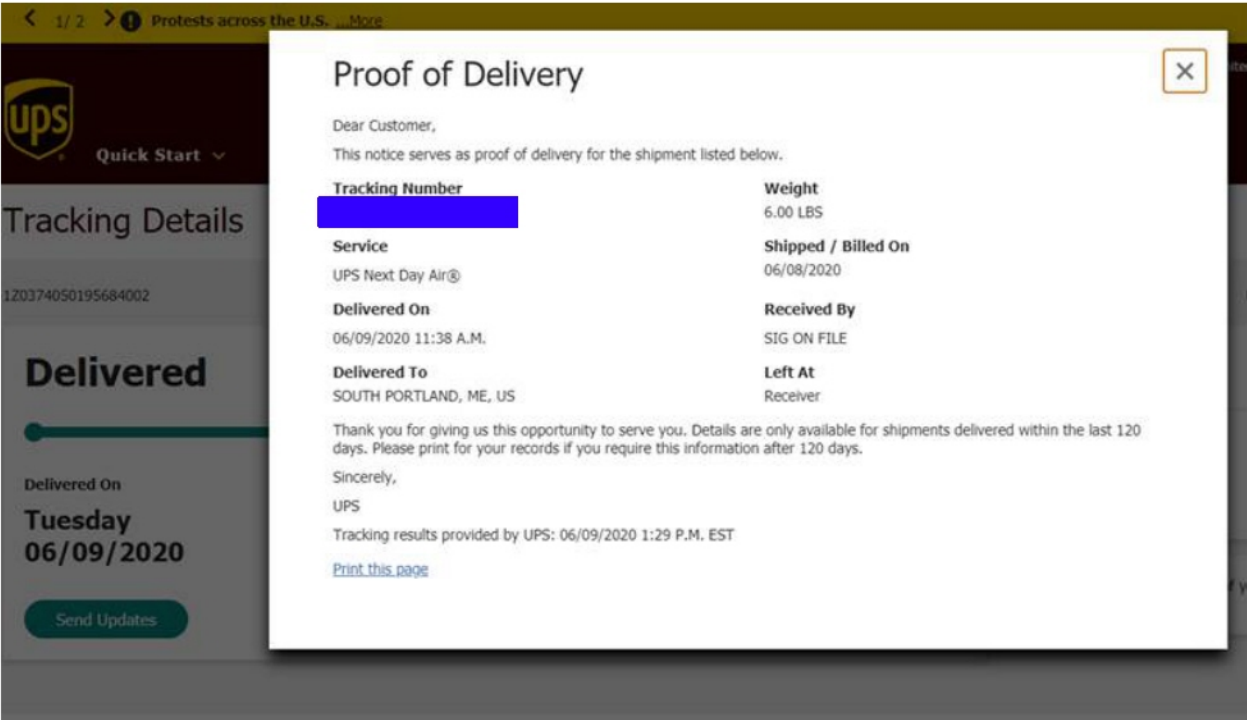 1/ 2 Protests across the U.S. ...More
ups
Quick Start
Tracking Details
1Z0374050195684002
Delivered
Delivered On
Tuesday
06/09/2020
Send Updates
Proof of Delivery
Dear Customer,
This notice serves as proof of delivery for the shipment listed below.
Tracking Number
Weight
6.00 LBS
Service
UPS Next Day Air®
Shipped / Billed On
06/08/2020
Delivered On
06/09/2020 11:38 A.M.
Received By
SIG ON FILE
Delivered To
SOUTH PORTLAND, ME, US
Left At
Receiver
Thank you for giving us this opportunity to serve you. Details are only available for shipments delivered within the last 120
days. Please print for your records if you require this information after 120 days.
Sincerely,
UPS
Tracking results provided by UPS: 06/09/2020 1:29 P.M. EST
Print this page